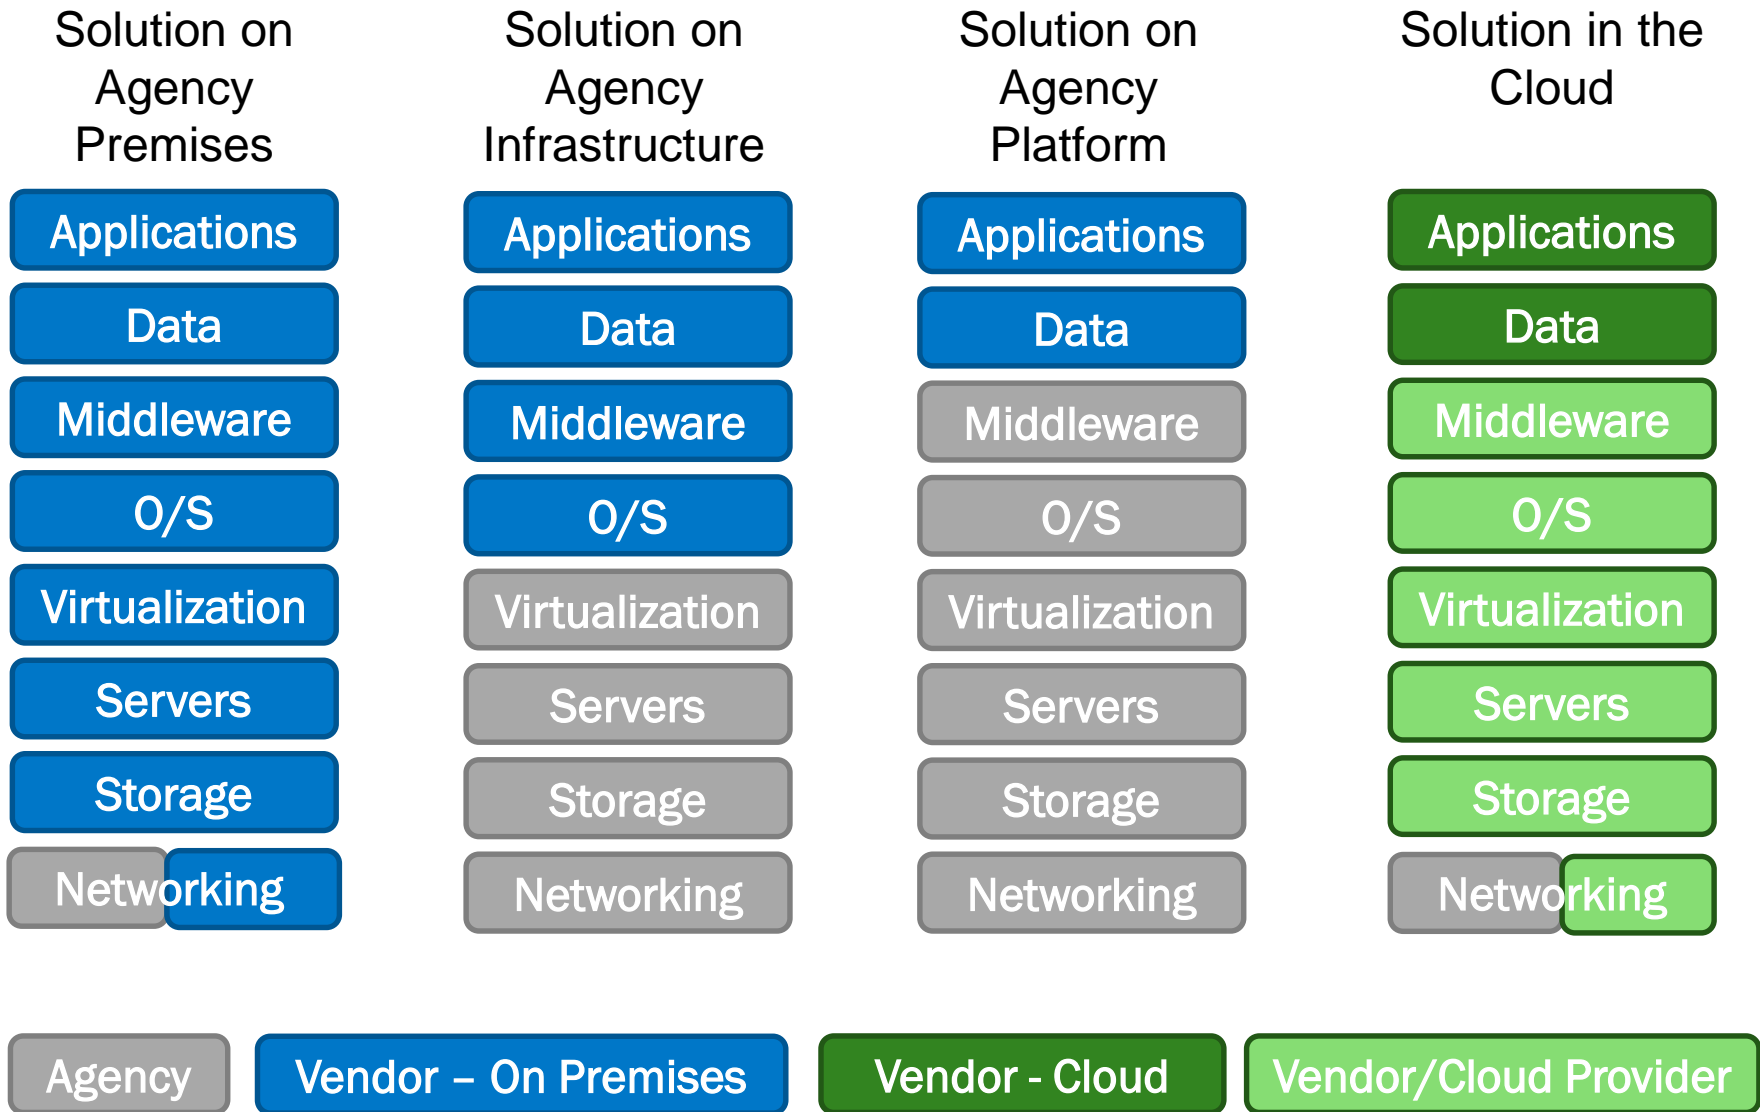 Solution on
Agency
Premises
Applications
Data
Middleware
O/S
Virtualization
Servers
Storage
Networking
Solution on
Agency
Infrastructure
Applications
Data
Middleware
O/S
Virtualization
Servers
Storage
Networking
Solution on
Agency
Platform
Applications
Data
Middleware
O/S
Virtualization
Servers
Storage
Networking
Solution in the
Cloud
Applications
Data
Middleware
O/S
Virtualization
Servers
Storage
Networking
Agency
Vendor – On Premises
Vendor - Cloud
Vendor/Cloud Provider